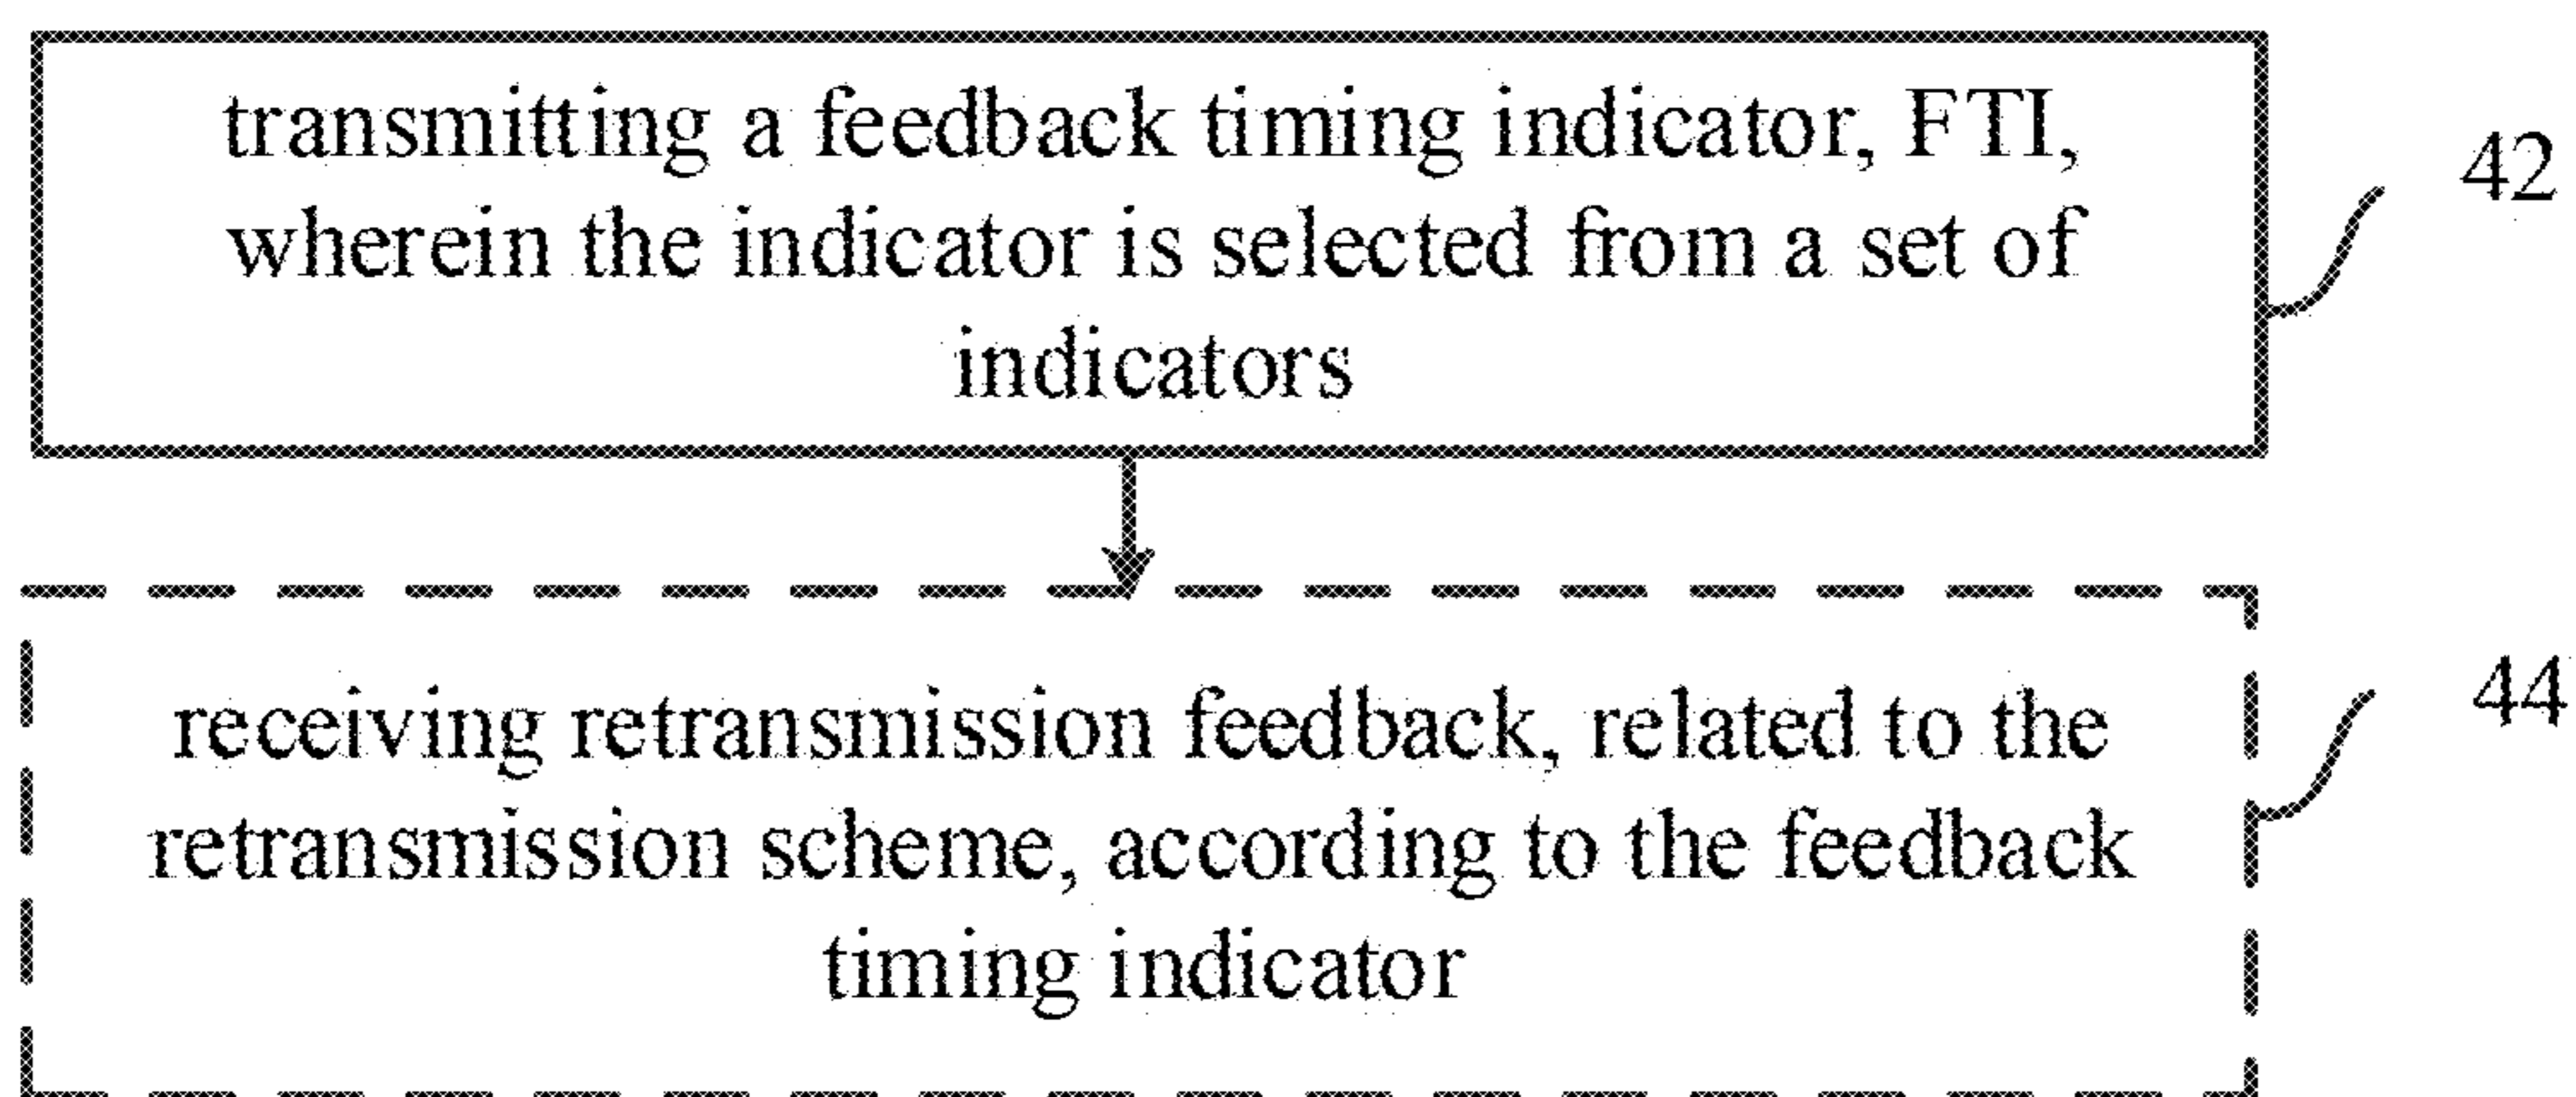 transmitting a feedback timing indicator, FTI,
wherein the indicator is selected from a set of
indicators
42
receiving retransmission feedback, related to the
retransmission scheme, according to the feedback
timing indicator
44